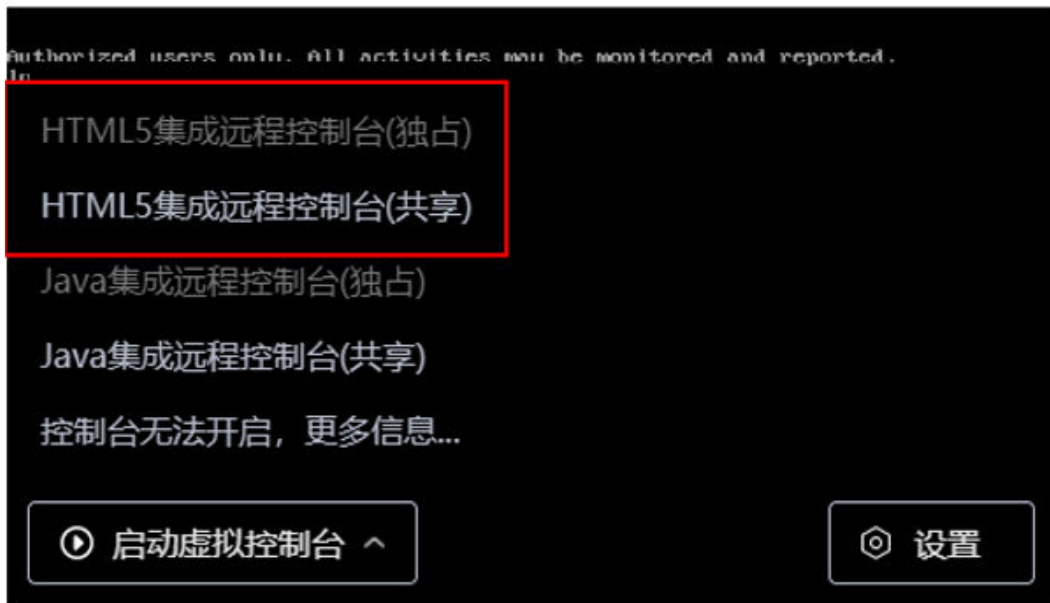 Authorized users only. All activities may be monitored and reported.
HTML5集成远程控制台(独占)
HTML5集成远程控制台(共享)
Java集成远程控制台(独占)
Java集成远程控制台(共享)
控制台无法开启，更多信息...
启动虚拟控制台
设置